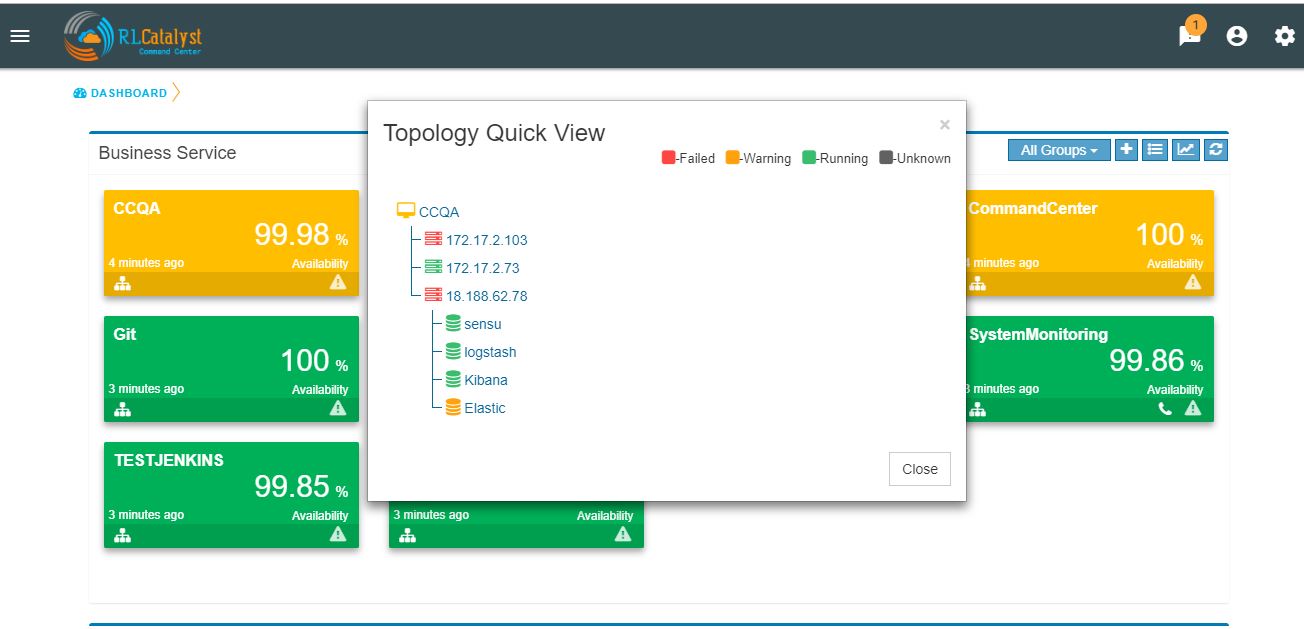 RLCatalyst
Command Center
1
DASHBOARD
Business Service
All Groups
CCQA
99.98 %
4 minutes ago
Availability
Git
100 %
3 minutes ago
Availability
TESTJENKINS
99.85 %
3 minutes ago
Availability
3 minutes ago
Availability
CommandCenter
100 %
minutes ago
Availability
SystemMonitoring
99.86 %
3 minutes ago
Availability
Topology Quick View
×
-Failed -Warning -Running -Unknown
CCQA
172.17.2.103
172.17.2.73
18.188.62.78
sensu
logstash
Kibana
Elastic
Close